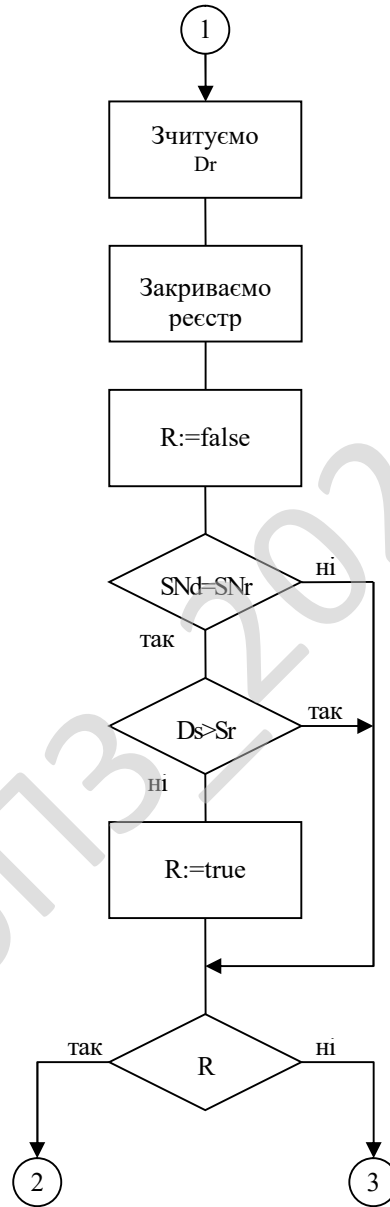 1
Зчитуємо
Dr
Закриваємо
реєстр
R:=false
SNd=SNr
ні
так
Ds>Sr
так
ні
R:=true
так
R
ні
2
3